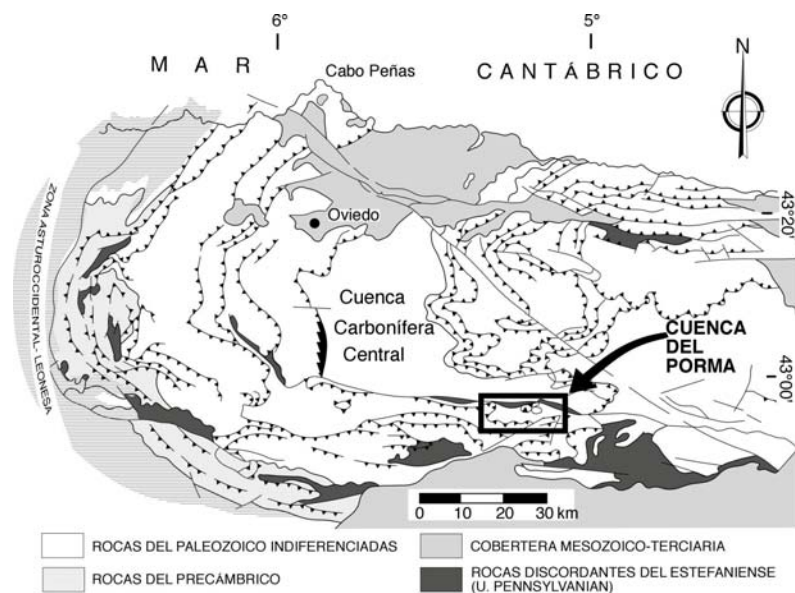 6°
5°
M A R
CANTÁBRICO
Cabo Peñas
N
43°20'
ZONA ASTUROCCIDENTAL- LEONESA
Oviedo
Cuenca
Carbonífera
Central
CUENCA
DEL
PORMA
43°00'
0 10 20 30 km
ROCAS DEL PALEOZOICO INDIFERENCIADAS
COBERTERA MESOZOICO-TERCIARIA
ROCAS DEL PRECÁMBRICO
ROCAS DISCORDANTES DEL ESTEFANIENSE
(U. PENNSYLVANIAN)